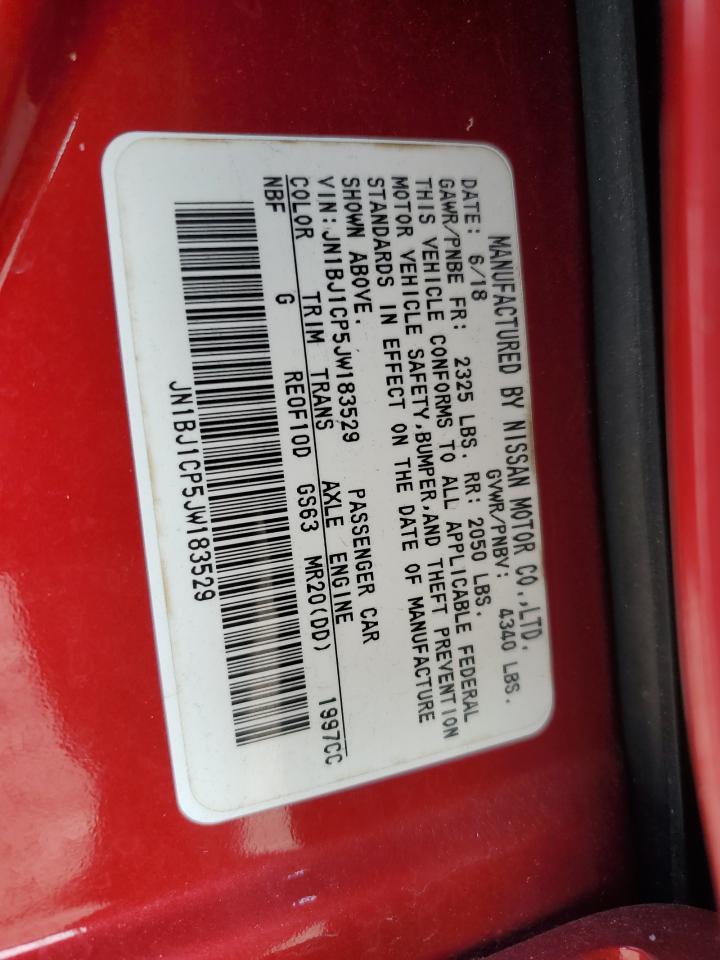 MANUFACTURED BY NISSAN MOTOR CO.,LTD.
DATE: 6/18 GVWR/PNBV: 4340 LBS.
GAWR/PNBE FR: 2325 LBS. RR: 2050 LBS.
THIS VEHICLE CONFORMS TO ALL APPLICABLE FEDERAL
MOTOR VEHICLE SAFETY,BUMPER,AND THEFT PREVENTION
STANDARDS IN EFFECT ON THE DATE OF MANUFACTURE
SHOWN ABOVE.
VIN:JN1BJ1CP5JW183529 PASSENGER CAR
COLOR TRIM TRANS AXLE ENGINE
NBF G RE0F10D GS63 MR20(DD) 1997CC
JN1BJ1CP5JW183529